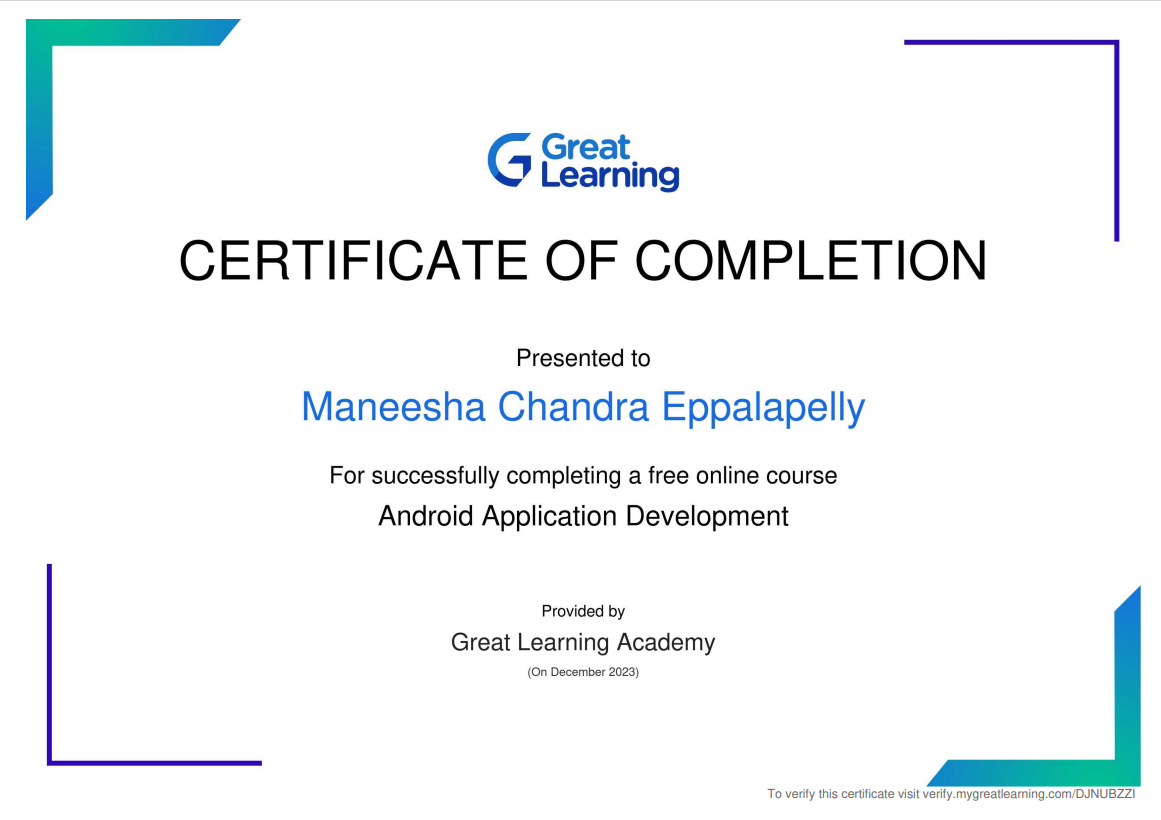 Great
Learning
CERTIFICATE OF COMPLETION
Presented to
Maneesha Chandra Eppalapelly
For successfully completing a free online course
Android Application Development
Provided by
Great Learning Academy
(On December 2023)
To verify this certificate visit verify.mygreatlearning.com/DJNUBZZI